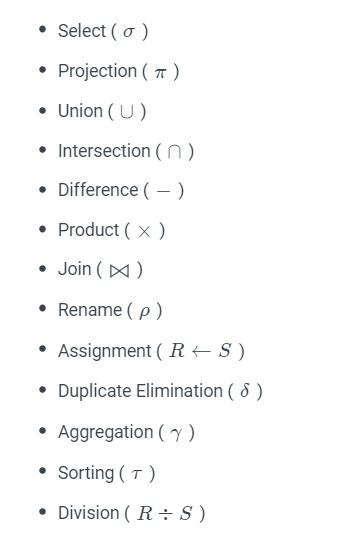 • Select ( σ )
• Projection ( π )
• Union ( ∪ )
• Intersection ( ∩ )
• Difference ( − )
• Product ( × )
• Join ( ⋈ )
• Rename ( ρ )
• Assignment ( R ← S )
• Duplicate Elimination ( δ )
• Aggregation ( γ )
• Sorting ( τ )
• Division ( R ÷ S )